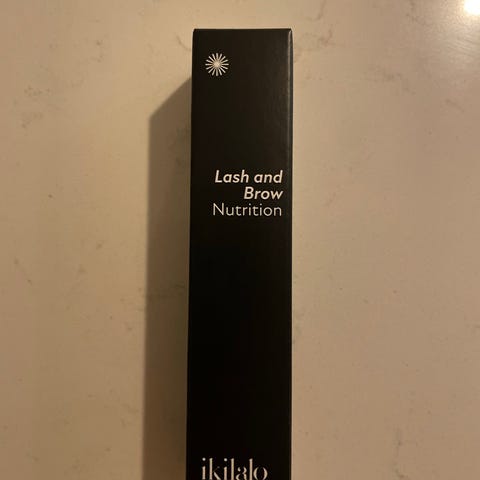 Lash and
Brow
Nutrition
ikilalo